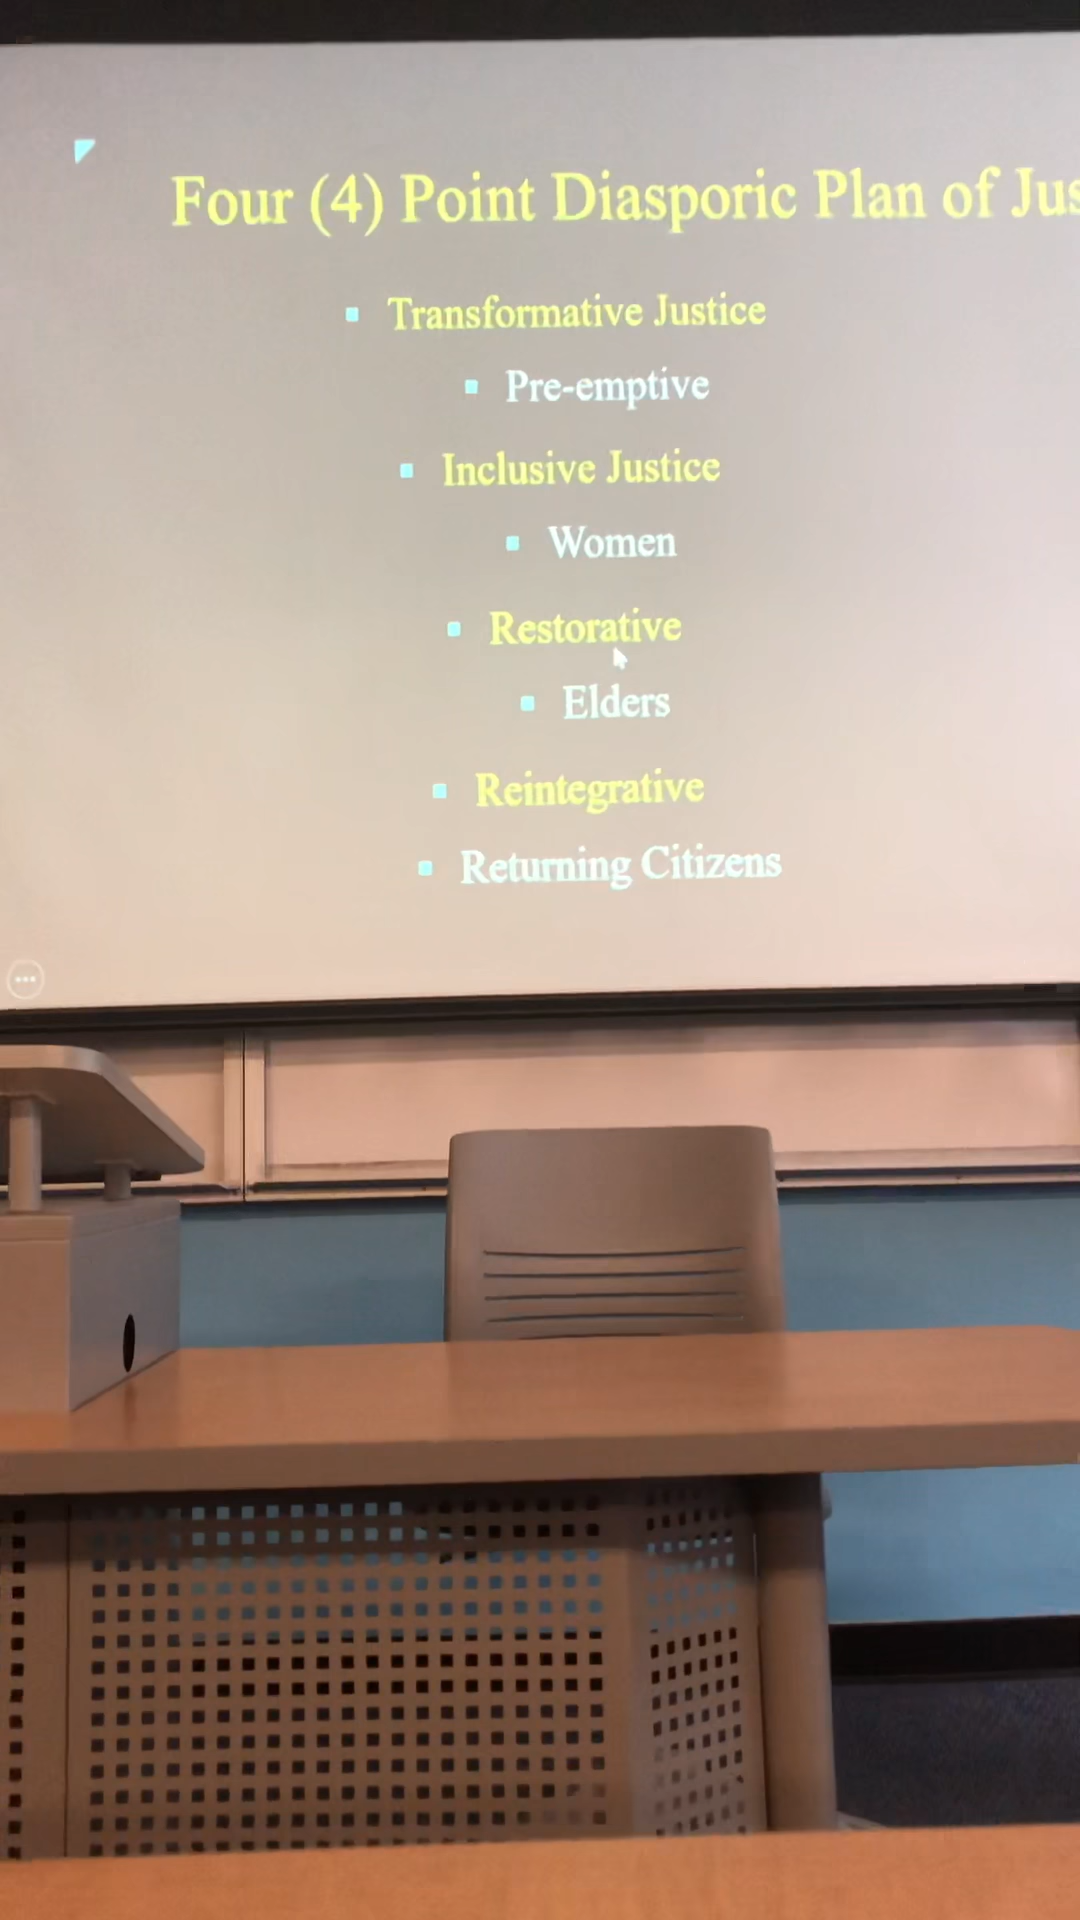 Four (4) Point Diasporic Plan of Jus
Transformative Justice
Pre-emptive
Inclusive Justice
Women
Restorative
Elders
Reintegrative
Returning Citizens